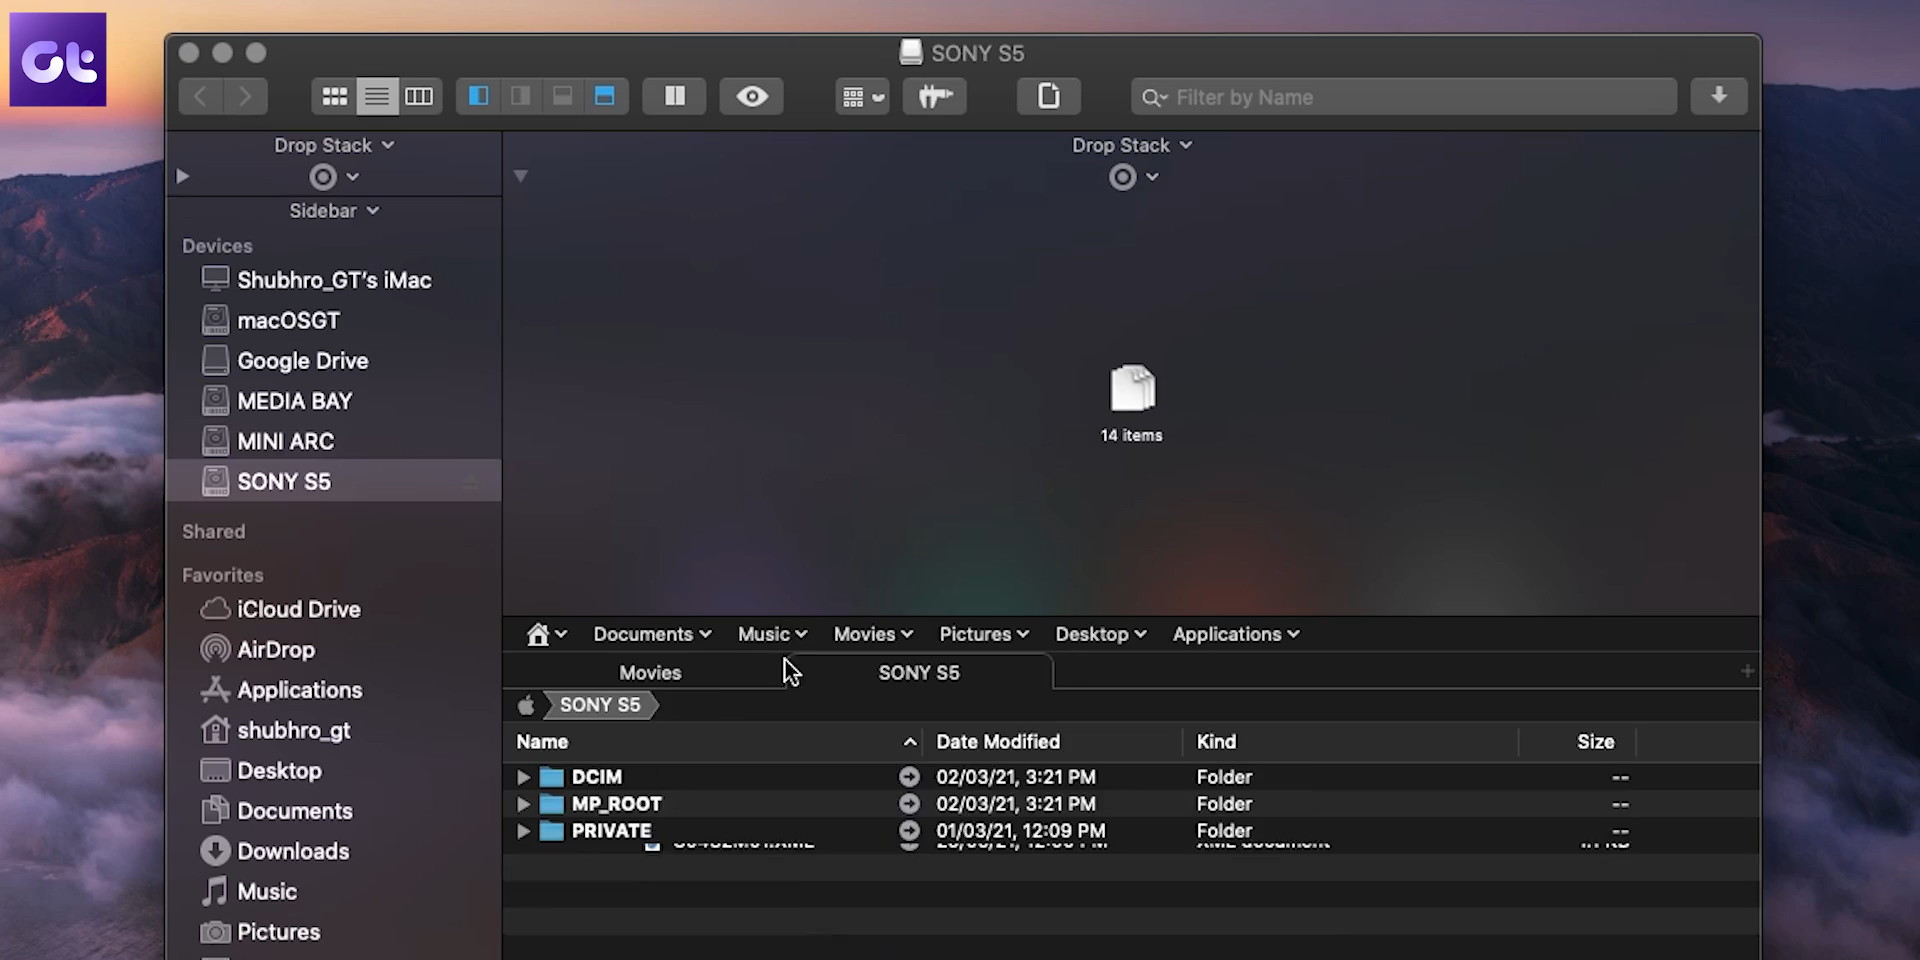 Gt
SONY S5
Filter by Name
Drop Stack
Drop Stack
Sidebar
Devices
Shubhro_GT's iMac
macOSGT
Google Drive
MEDIA BAY
MINI ARC
SONY S5
Shared
Favorites
iCloud Drive
AirDrop
Applications
shubhro_gt
Desktop
Documents
Downloads
Music
Pictures
14 items
Documents Music Movies Pictures Desktop Applications
Movies SONY S5
SONY S5
Name Date Modified Kind Size
DCIM 02/03/21, 3:21 PM Folder --
MP_ROOT 02/03/21, 3:21 PM Folder --
PRIVATE 01/03/21, 12:09 PM Folder --